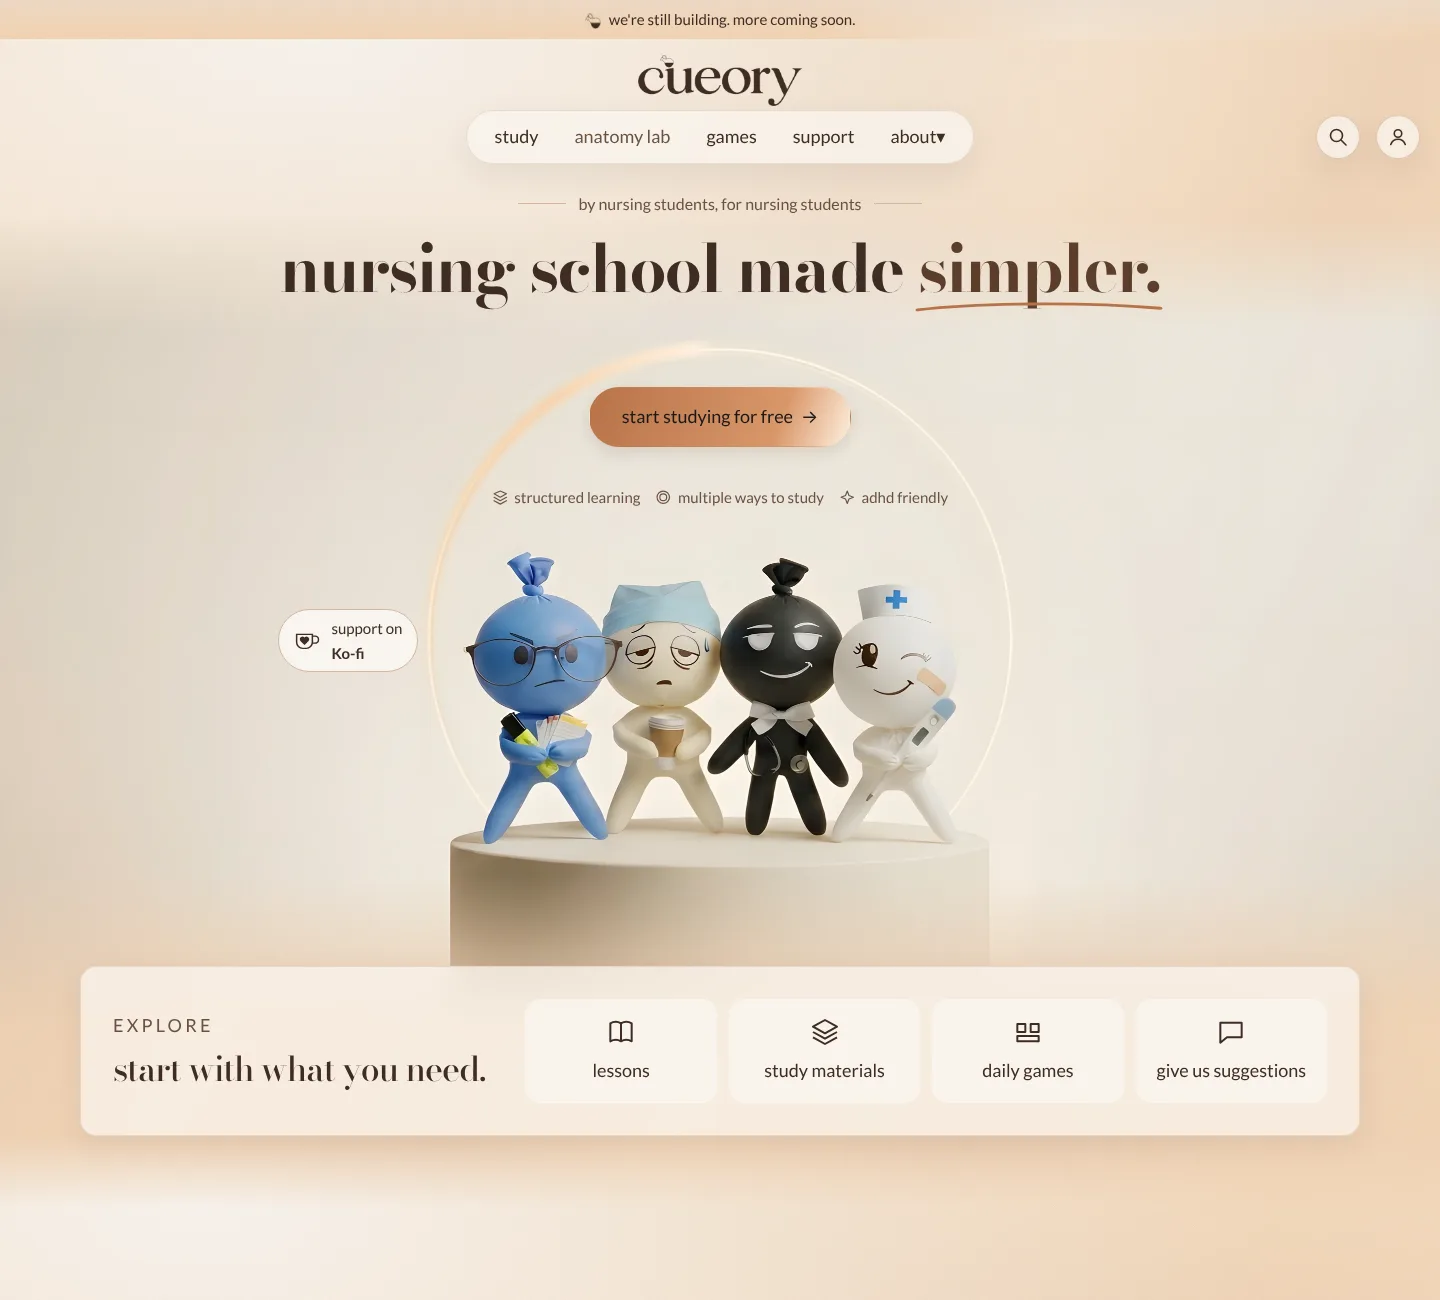 we're still building. more coming soon.
cueory
study anatomy lab games support about▾
by nursing students, for nursing students
nursing school made simpler.
start studying for free →
structured learning multiple ways to study adhd friendly
support on
Ko-fi
EXPLORE
start with what you need.
lessons
study materials
daily games
give us suggestions